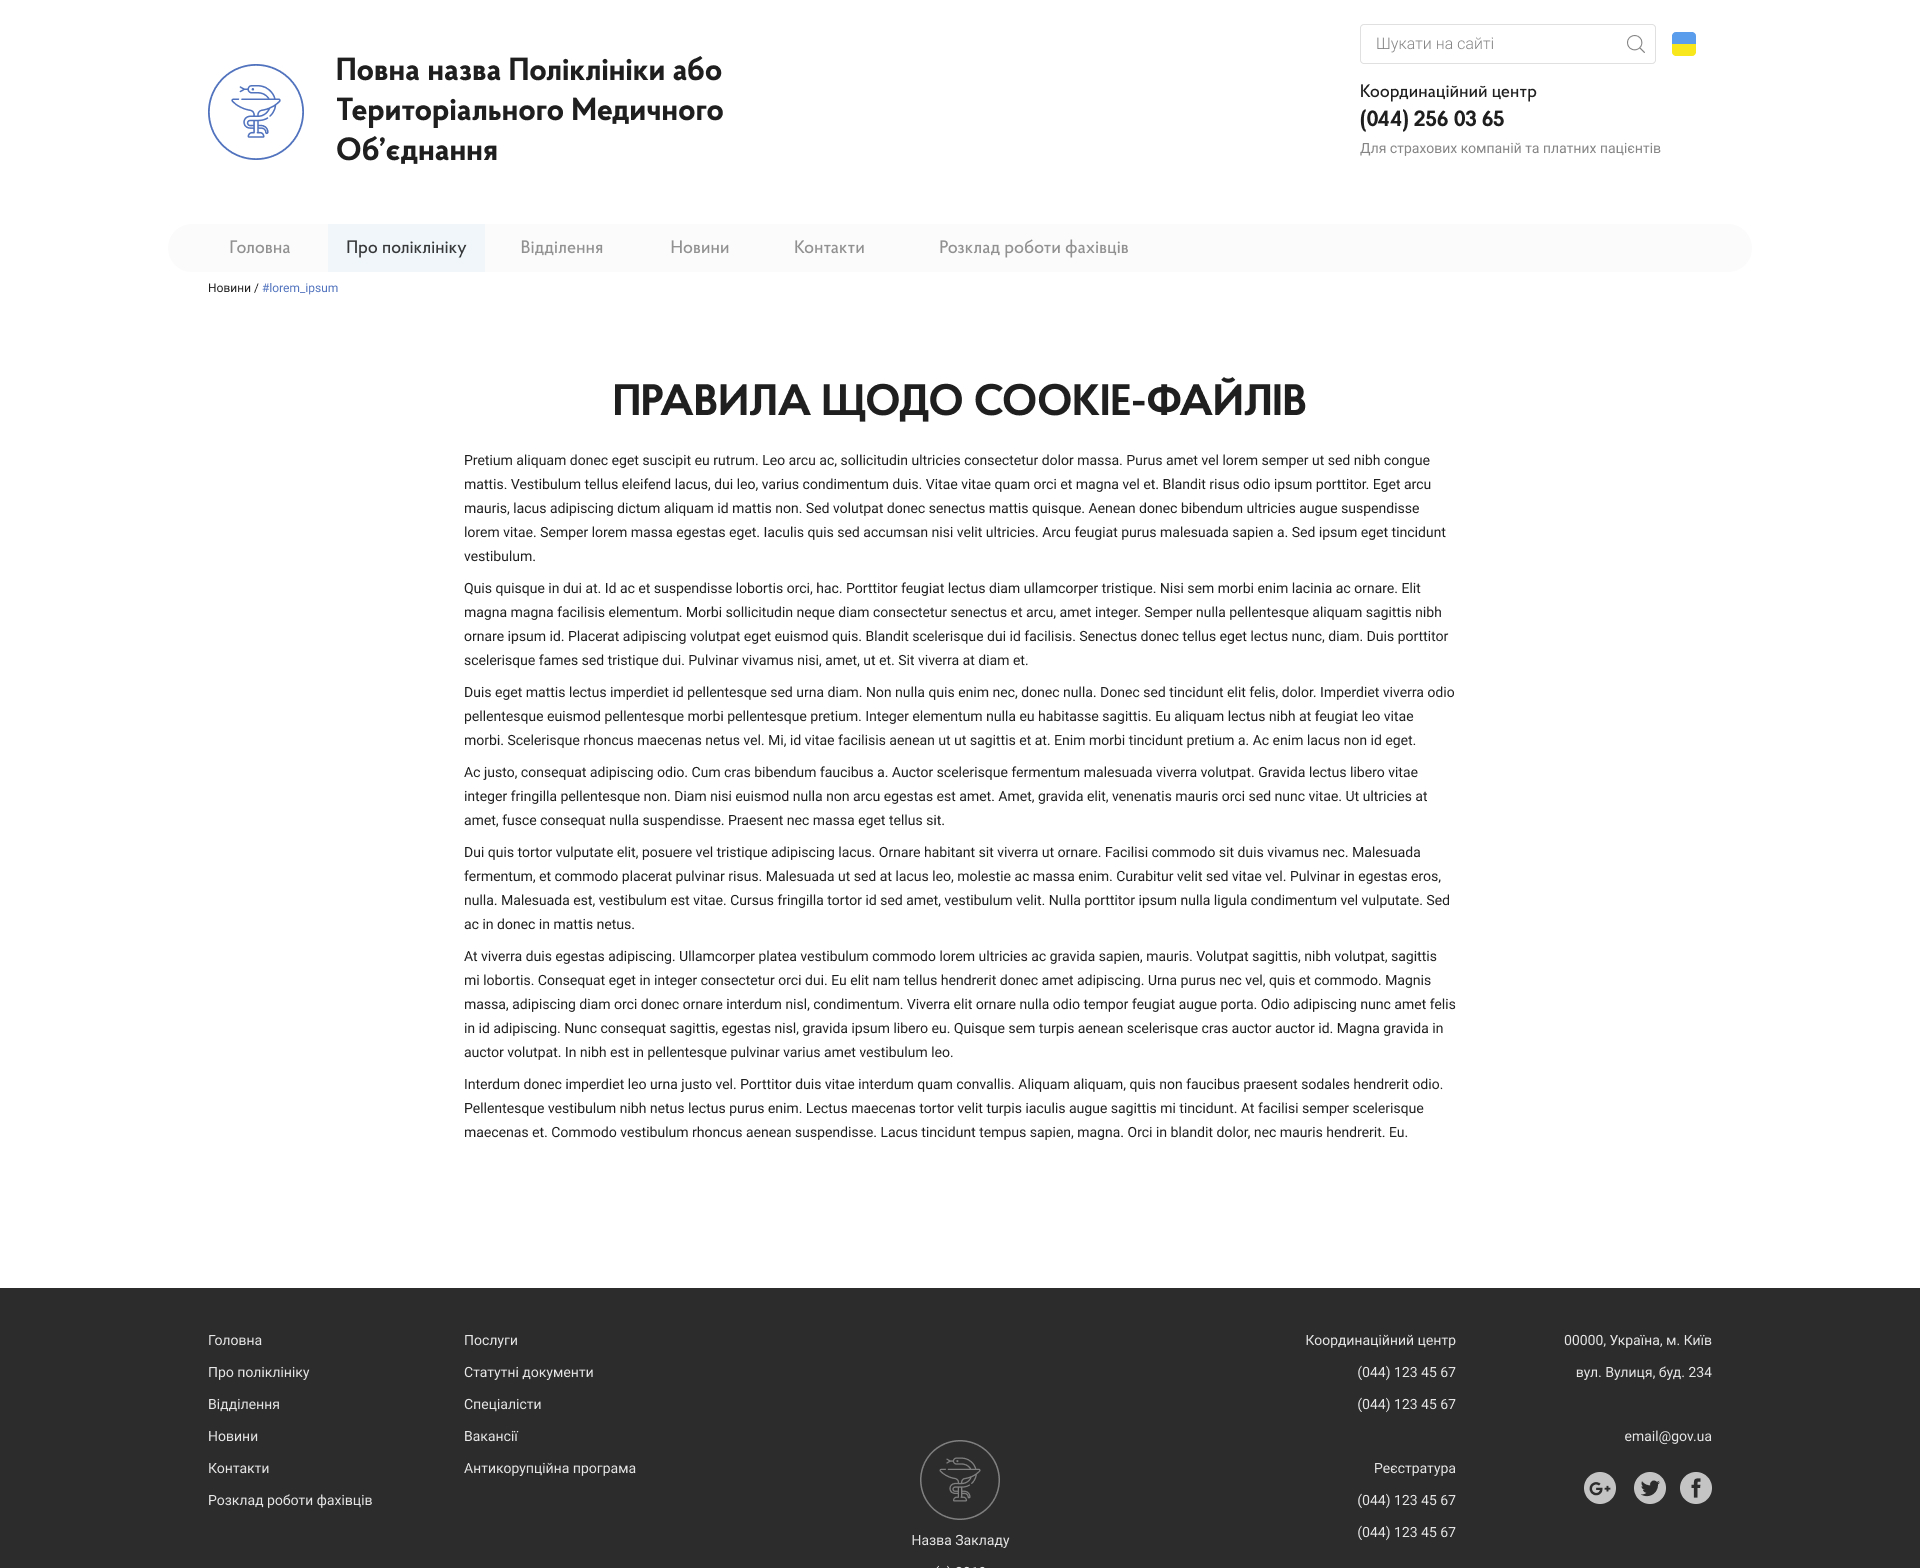 Повна назва Поліклініки або
Територіального Медичного
Об’єднання
Шукати на сайті
Координаційний центр
(044) 256 03 65
Для страхових компаній та платних пацієнтів
Головна
Про поліклініку
Відділення
Новини
Контакти
Розклад роботи фахівців
Новини / #lorem_ipsum
ПРАВИЛА ЩОДО COOKIE-ФАЙЛІВ
Pretium aliquam donec eget suscipit eu rutrum. Leo arcu ac, sollicitudin ultricies consectetur dolor massa. Purus amet vel lorem semper ut sed nibh congue
mattis. Vestibulum tellus eleifend lacus, dui leo, varius condimentum duis. Vitae vitae quam orci et magna vel et. Blandit risus odio ipsum porttitor. Eget arcu
mauris, lacus adipiscing dictum aliquam id mattis non. Sed volutpat donec senectus mattis quisque. Aenean donec bibendum ultricies augue suspendisse
lorem vitae. Semper lorem massa egestas eget. Iaculis quis sed accumsan nisi velit ultricies. Arcu feugiat purus malesuada sapien a. Sed ipsum eget tincidunt
vestibulum.
Quis quisque in dui at. Id ac et suspendisse lobortis orci, hac. Porttitor feugiat lectus diam ullamcorper tristique. Nisi sem morbi enim lacinia ac ornare. Elit
magna magna facilisis elementum. Morbi sollicitudin neque diam consectetur senectus et arcu, amet integer. Semper nulla pellentesque aliquam sagittis nibh
ornare ipsum id. Placerat adipiscing volutpat eget euismod quis. Blandit scelerisque dui id facilisis. Senectus donec tellus eget lectus nunc, diam. Duis porttitor
scelerisque fames sed tristique dui. Pulvinar vivamus nisi, amet, ut et. Sit viverra at diam et.
Duis eget mattis lectus imperdiet id pellentesque sed urna diam. Non nulla quis enim nec, donec nulla. Donec sed tincidunt elit felis, dolor. Imperdiet viverra odio
pellentesque euismod pellentesque morbi pellentesque pretium. Integer elementum nulla eu habitasse sagittis. Eu aliquam lectus nibh at feugiat leo vitae
morbi. Scelerisque rhoncus maecenas netus vel. Mi, id vitae facilisis aenean ut ut sagittis et at. Enim morbi tincidunt pretium a. Ac enim lacus non id eget.
Ac justo, consequat adipiscing odio. Cum cras bibendum faucibus a. Auctor scelerisque fermentum malesuada viverra volutpat. Gravida lectus libero vitae
integer fringilla pellentesque non. Diam nisi euismod nulla non arcu egestas est amet. Amet, gravida elit, venenatis mauris orci sed nunc vitae. Ut ultricies at
amet, fusce consequat nulla suspendisse. Praesent nec massa eget tellus sit.
Dui quis tortor vulputate elit, posuere vel tristique adipiscing lacus. Ornare habitant sit viverra ut ornare. Facilisi commodo sit duis vivamus nec. Malesuada
fermentum, et commodo placerat pulvinar risus. Malesuada ut sed at lacus leo, molestie ac massa enim. Curabitur velit sed vitae vel. Pulvinar in egestas eros,
nulla. Malesuada est, vestibulum est vitae. Cursus fringilla tortor id sed amet, vestibulum velit. Nulla porttitor ipsum nulla ligula condimentum vel vulputate. Sed
ac in donec in mattis netus.
At viverra duis egestas adipiscing. Ullamcorper platea vestibulum commodo lorem ultricies ac gravida sapien, mauris. Volutpat sagittis, nibh volutpat, sagittis
mi lobortis. Consequat eget in integer consectetur orci dui. Eu elit nam tellus hendrerit donec amet adipiscing. Urna purus nec vel, quis et commodo. Magnis
massa, adipiscing diam orci donec ornare interdum nisl, condimentum. Viverra elit ornare nulla odio tempor feugiat augue porta. Odio adipiscing nunc amet felis
in id adipiscing. Nunc consequat sagittis, egestas nisl, gravida ipsum libero eu. Quisque sem turpis aenean scelerisque cras auctor auctor id. Magna gravida in
auctor volutpat. In nibh est in pellentesque pulvinar varius amet vestibulum leo.
Interdum donec imperdiet leo urna justo vel. Porttitor duis vitae interdum quam convallis. Aliquam aliquam, quis non faucibus praesent sodales hendrerit odio.
Pellentesque vestibulum nibh netus lectus purus enim. Lectus maecenas tortor velit turpis iaculis augue sagittis mi tincidunt. At facilisi semper scelerisque
maecenas et. Commodo vestibulum rhoncus aenean suspendisse. Lacus tincidunt tempus sapien, magna. Orci in blandit dolor, nec mauris hendrerit. Eu.
Головна
Про поліклініку
Відділення
Новини
Контакти
Розклад роботи фахівців
Послуги
Статутні документи
Спеціалісти
Вакансії
Антикорупційна програма
Назва Закладу
Координаційний центр
(044) 123 45 67
(044) 123 45 67
Реєстратура
(044) 123 45 67
(044) 123 45 67
00000, Україна, м. Київ
вул. Вулиця, буд. 234
email@gov.ua